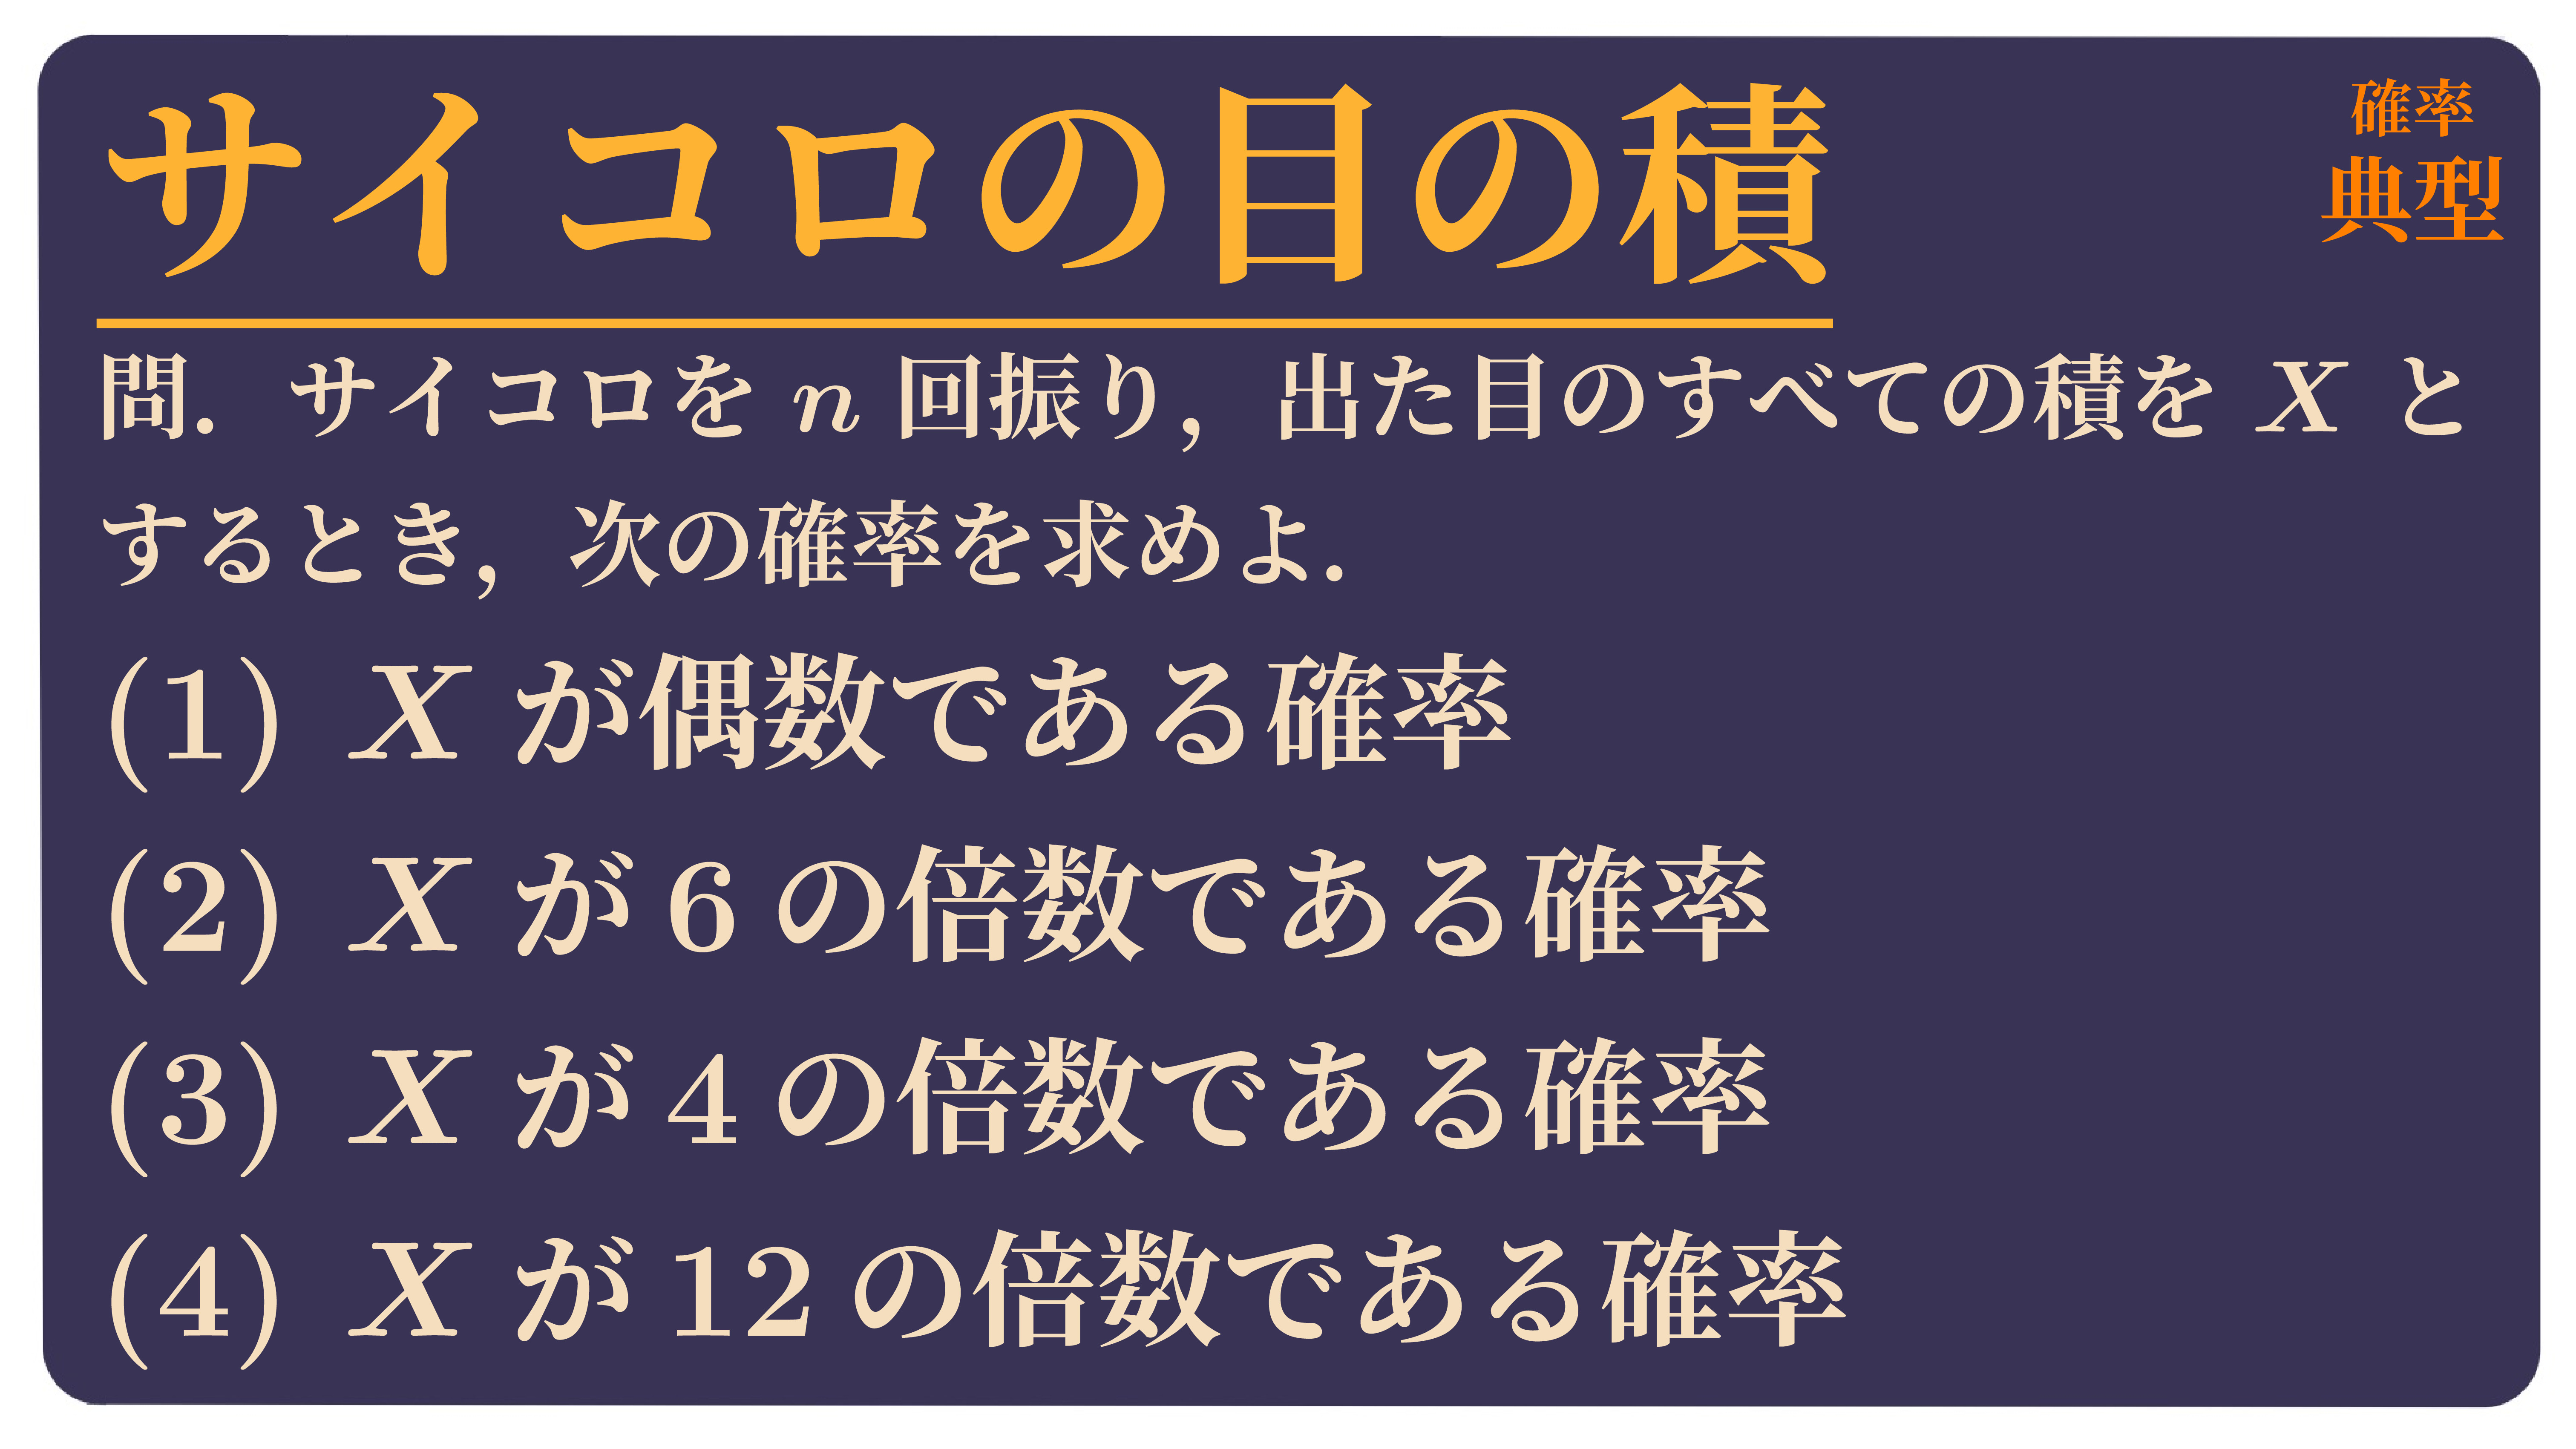 サイコロの目の積
確率
典型
問．サイコロを n 回振り，出た目のすべての積を X と
するとき，次の確率を求めよ．
(1) X が偶数である確率
(2) X が 6 の倍数である確率
(3) X が 4 の倍数である確率
(4) X が 12 の倍数である確率